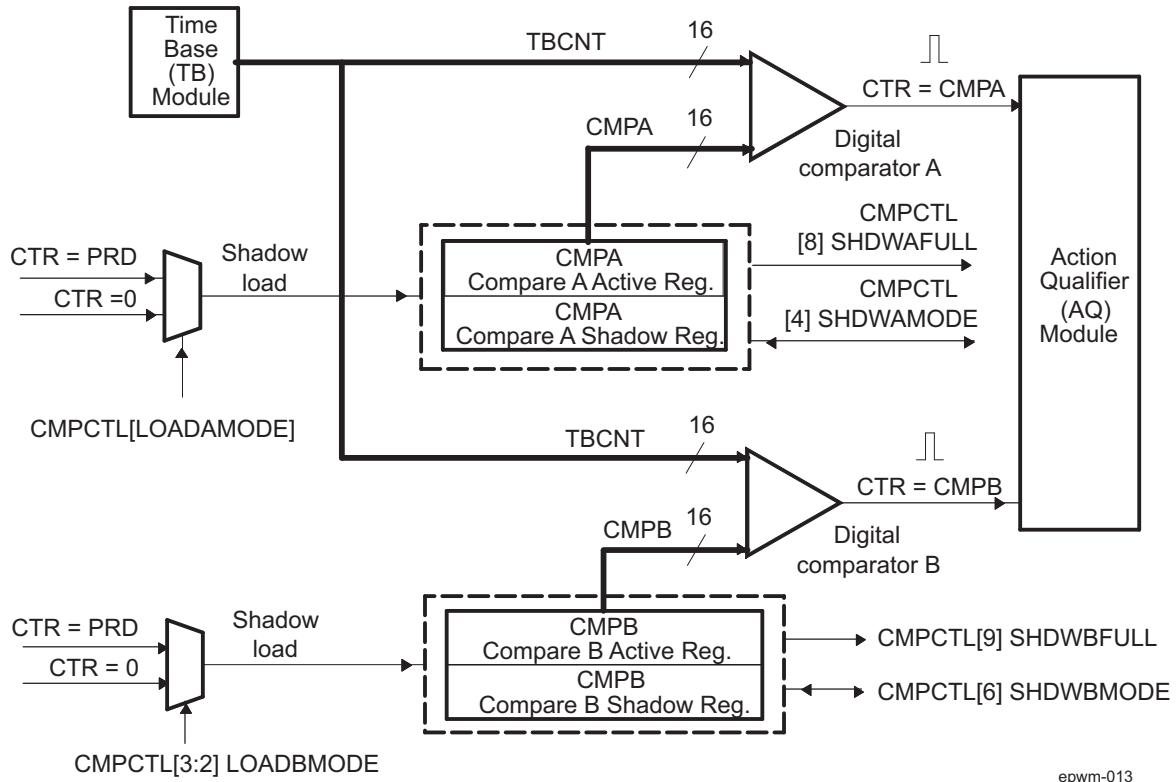 Time
Base
(TB)
Module
TBCNT
16
CTR = CMPA
16
CMPA
Digital
comparator A
CTR = PRD
CTR =0
Shadow
load
CMPA
Compare A Active Reg.
CMPA
Compare A Shadow Reg.
CMPCTL
[8] SHDWAFULL
CMPCTL
[4] SHDWAMODE
Action
Qualifier
(AQ)
Module
CMPCTL[LOADAMODE]
TBCNT
16
CTR = CMPB
16
CMPB
Digital
comparator B
CTR = PRD
CTR = 0
Shadow
load
CMPB
Compare B Active Reg.
CMPB
Compare B Shadow Reg.
CMPCTL[9] SHDWBFULL
CMPCTL[6] SHDWBMODE
CMPCTL[3:2] LOADBMODE
epwm-013